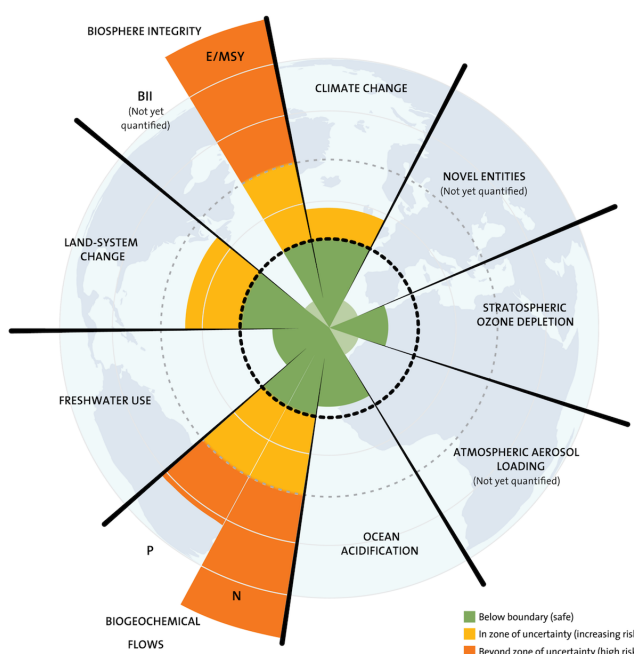 BIOSPHERE INTEGRITY
E/MSY
BII
(Not yet
quantified)
CLIMATE CHANGE
NOVEL ENTITIES
(Not yet quantified)
LAND-SYSTEM
CHANGE
STRATOSPHERIC
OZONE DEPLETION
FRESHWATER USE
ATMOSPHERIC AEROSOL
LOADING
(Not yet quantified)
OCEAN
ACIDIFICATION
P
N
BIOGEOCHEMICAL
FLOWS
Below boundary (safe)
In zone of uncertainty (increasing risk
Beyond zone of uncertainty (high risk